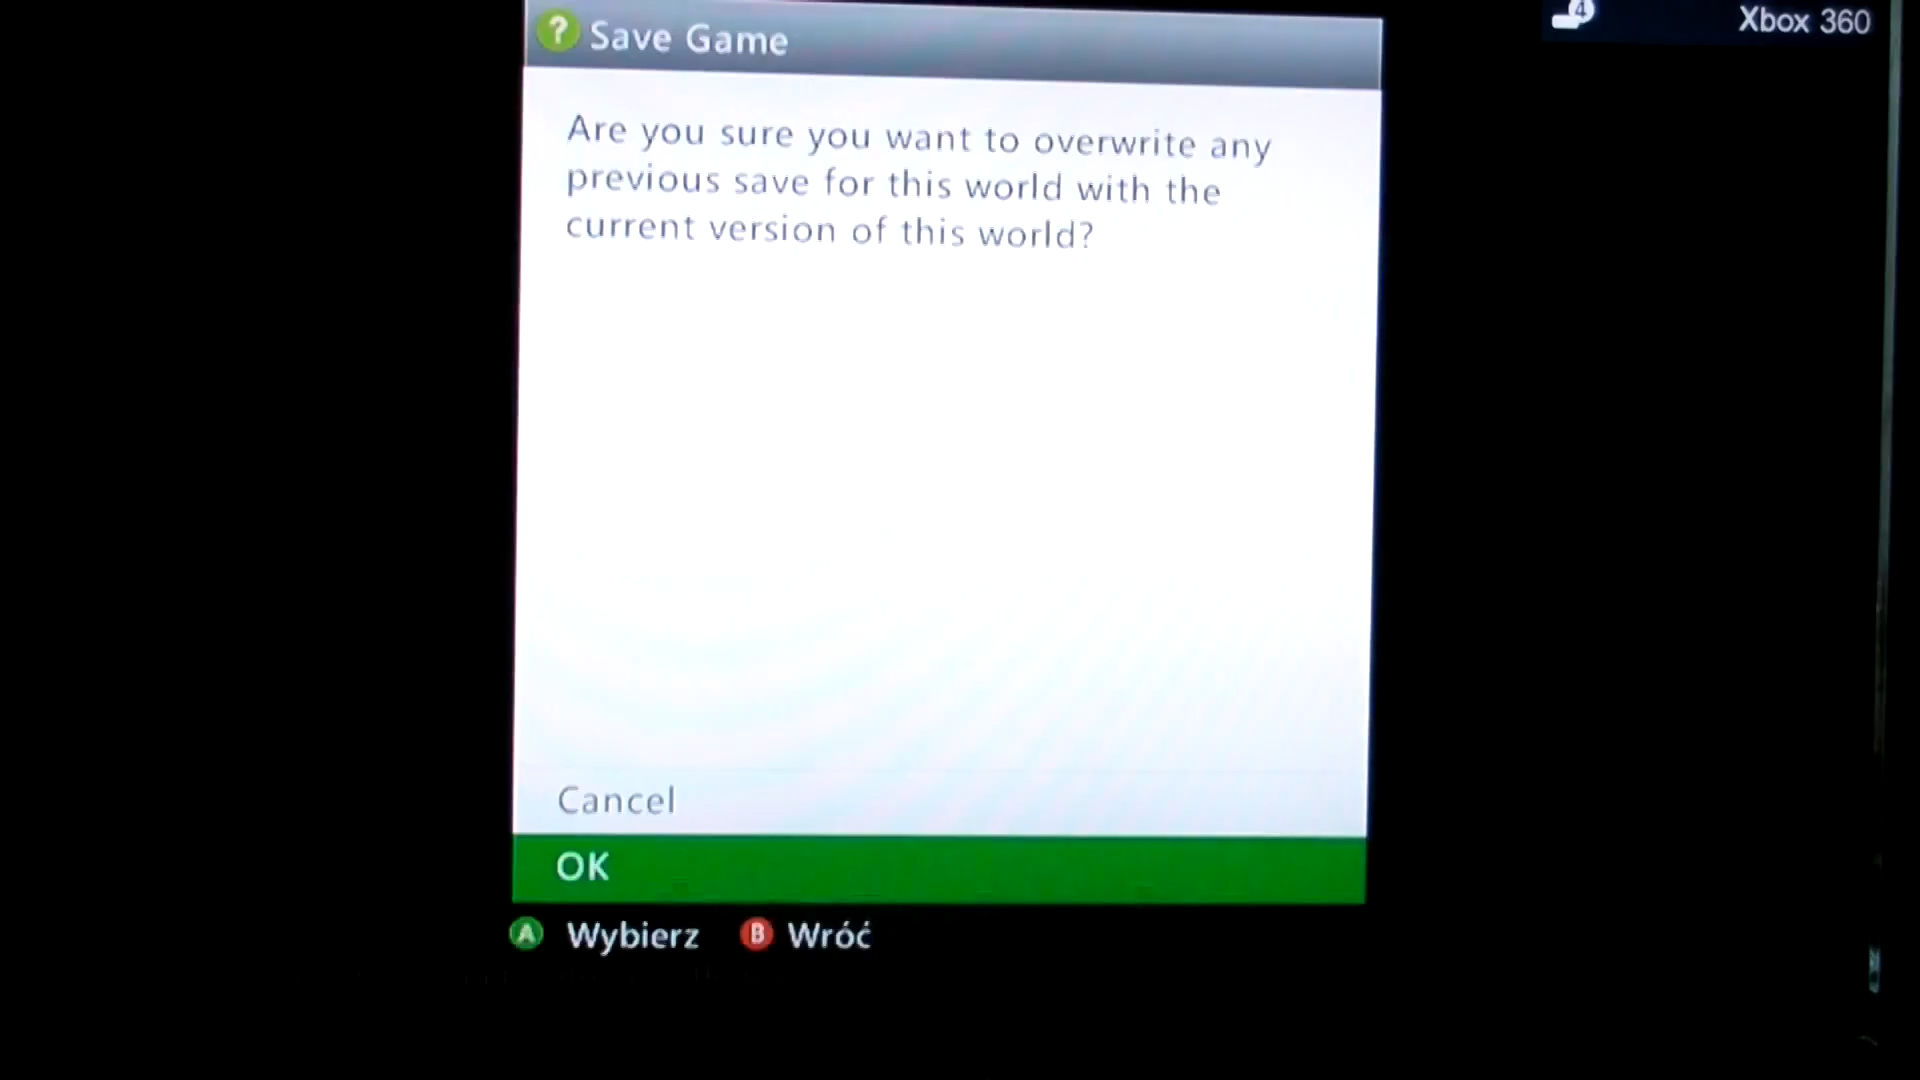 Save Game
4
Xbox 360
Are you sure you want to overwrite any
previous save for this world with the
current version of this world?
Cancel
OK
A Wybierz B Wróć